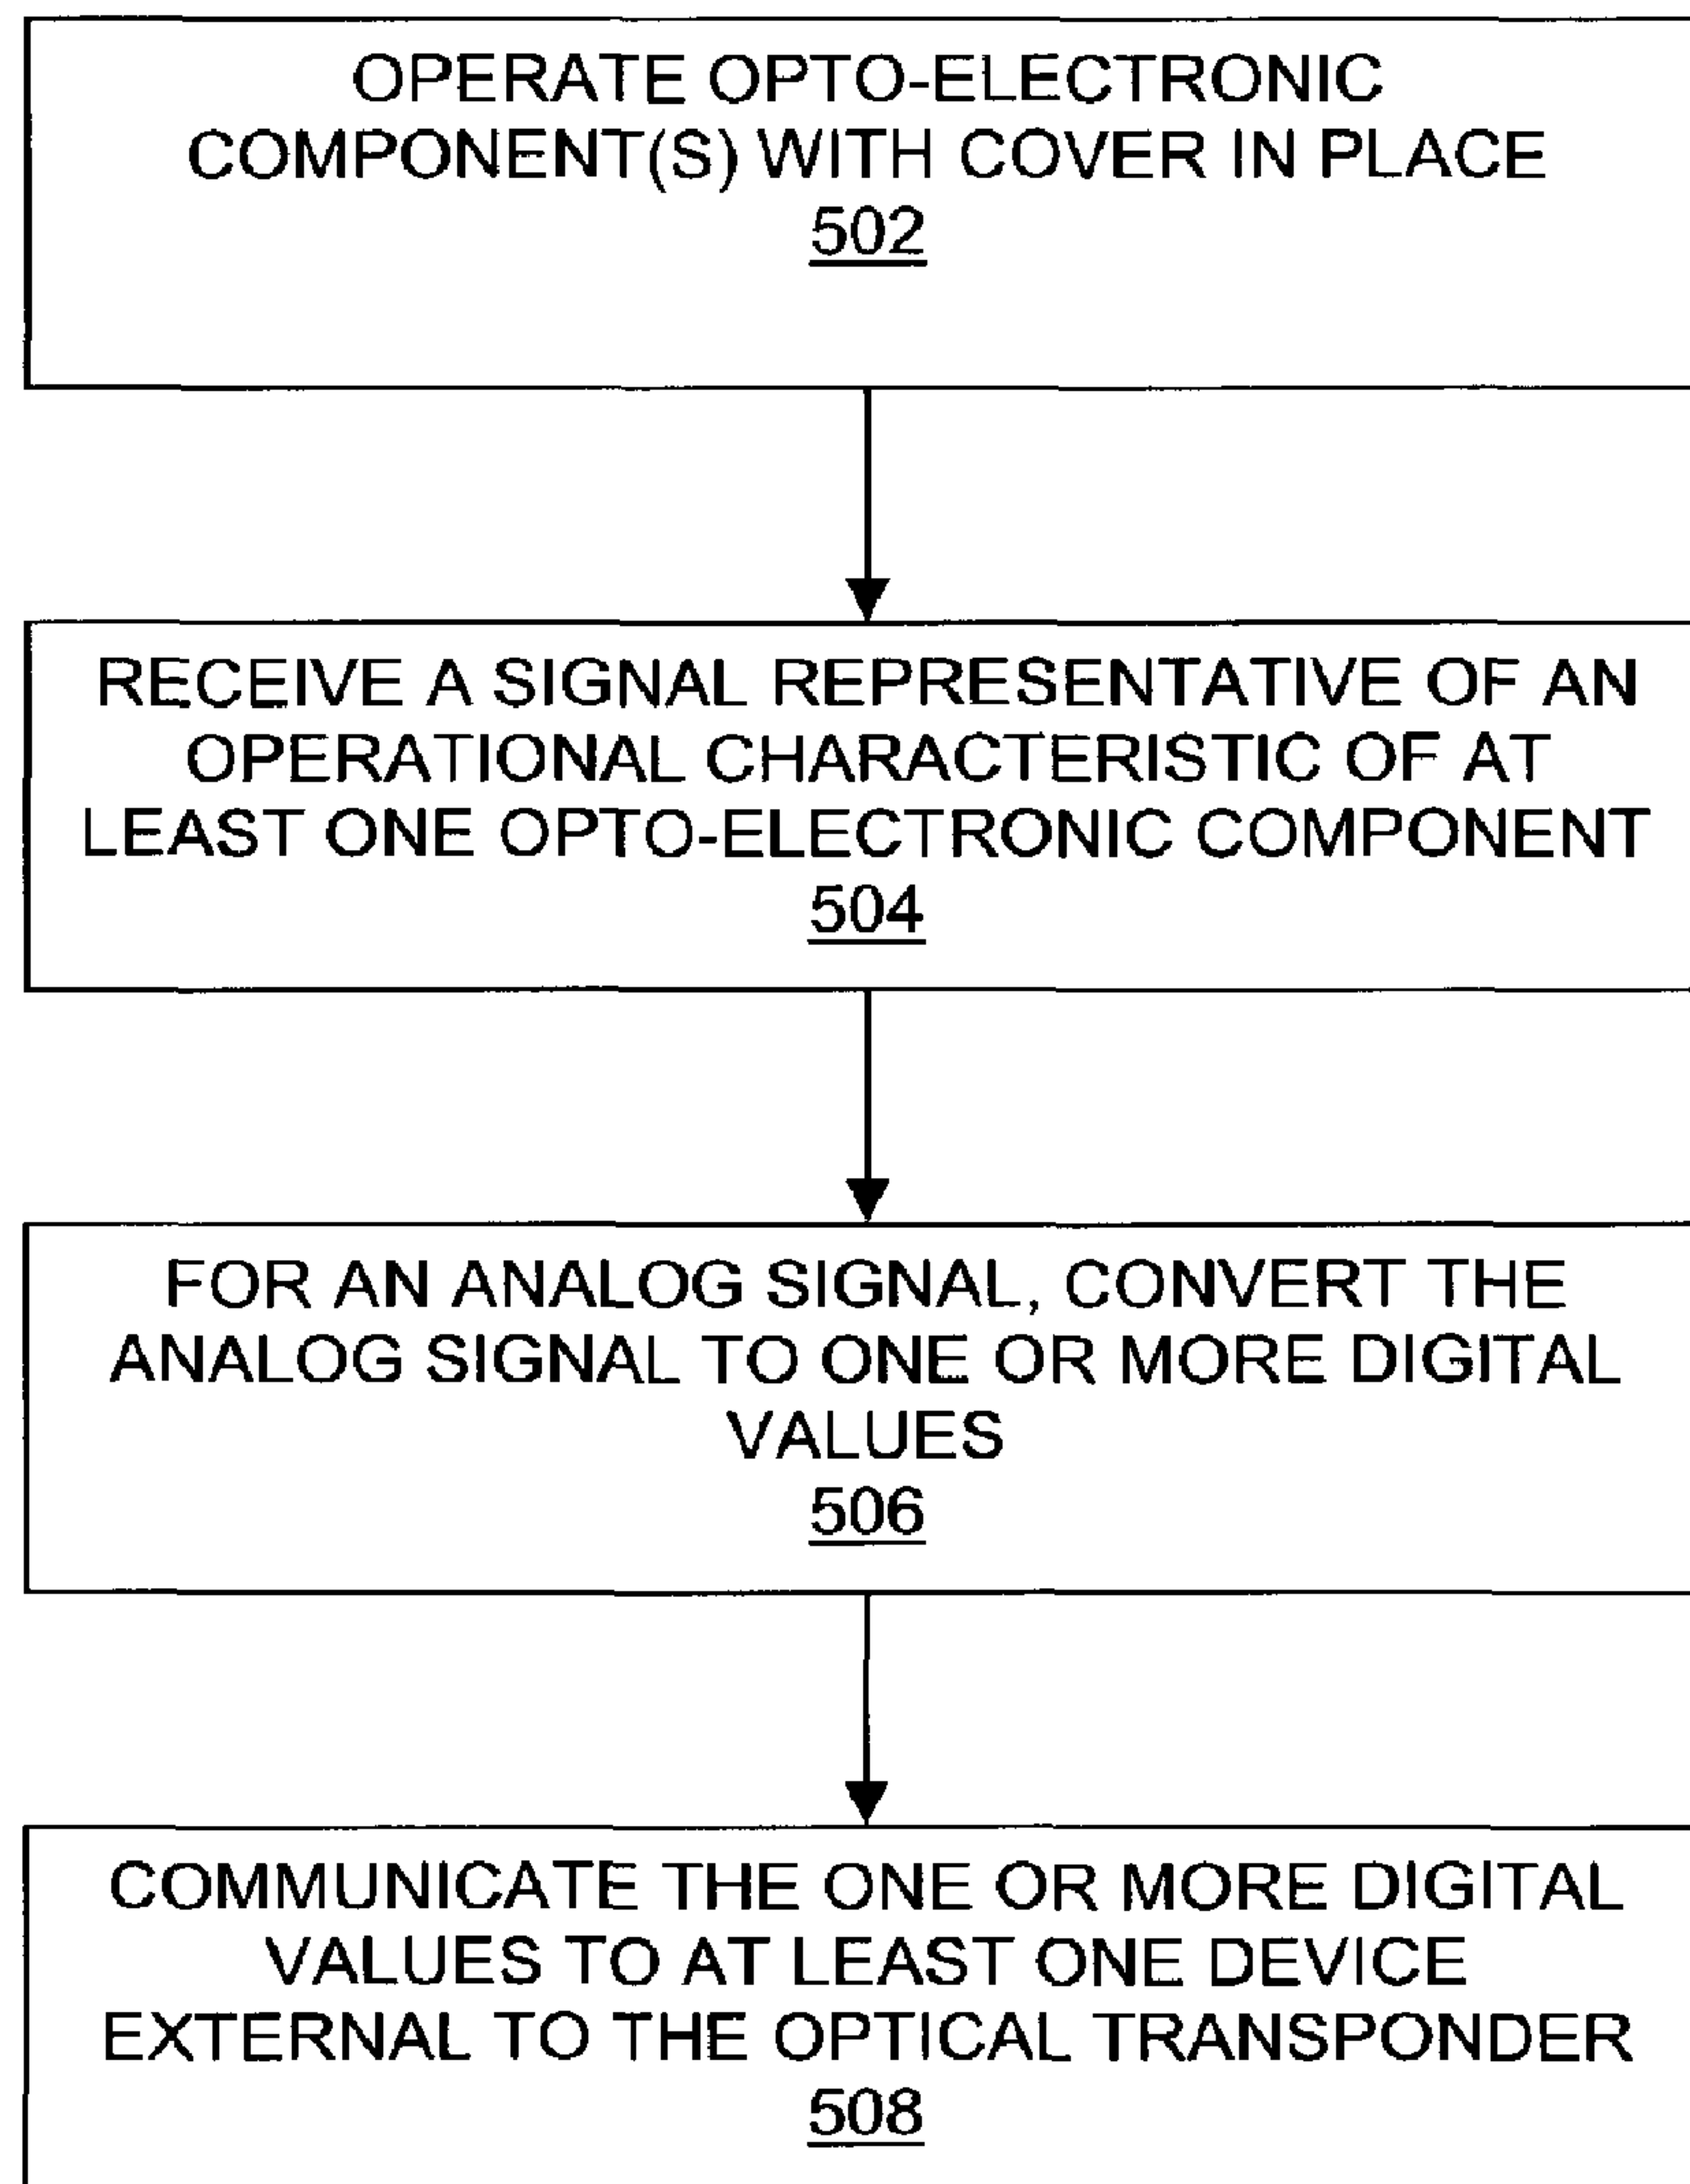 OPERATE OPTO-ELECTRONIC
COMPONENT(S) WITH COVER IN PLACE
502
RECEIVE A SIGNAL REPRESENTATIVE OF AN
OPERATIONAL CHARACTERISTIC OF AT
LEAST ONE OPTO-ELECTRONIC COMPONENT
504
FOR AN ANALOG SIGNAL, CONVERT THE
ANALOG SIGNAL TO ONE OR MORE DIGITAL
VALUES
506
COMMUNICATE THE ONE OR MORE DIGITAL
VALUES TO AT LEAST ONE DEVICE
EXTERNAL TO THE OPTICAL TRANSPONDER
508